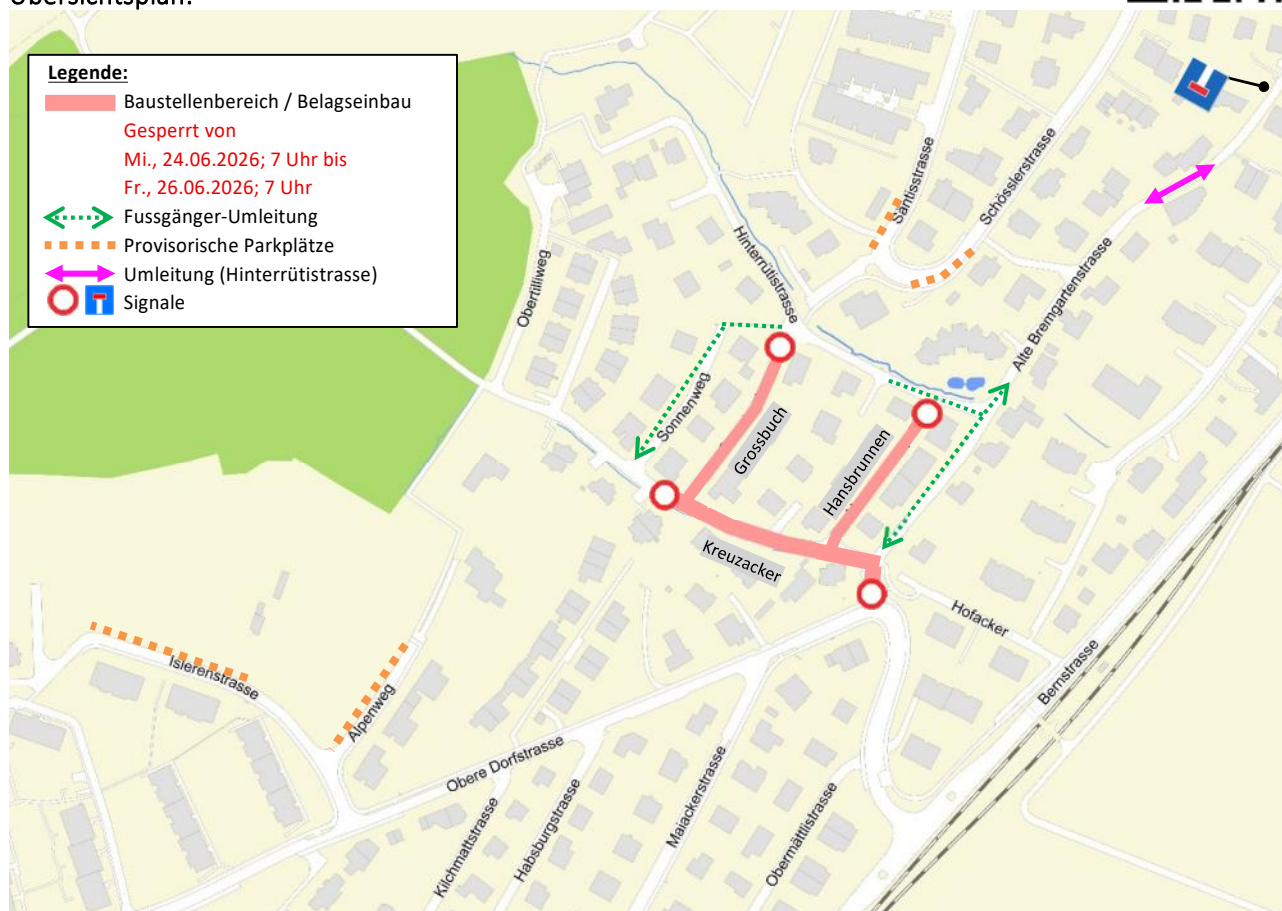 Übersichtsplan:
Legende:
Baustellenbereich / Belagseinbau
Gesperrt von
Mi., 24.06.2026; 7 Uhr bis
Fr., 26.06.2026; 7 Uhr
Fussgänger-Umleitung
Provisorische Parkplätze
Umleitung (Hinterrütistrasse)
Signale
Säntisstrasse
Schösslerstrasse
Obertilliweg
Hinterrütistrasse
Alte Bremgartenstrasse
Sonnenweg
Grossbuch
Hansbrunnen
Kreuzacker
Hofacker
Bernstrasse
Islerenstrasse
Alpenweg
Obere Dorfstrasse
Kilchmattstrasse
Habsburgstrasse
Maiackerstrasse
Obermättlistrasse